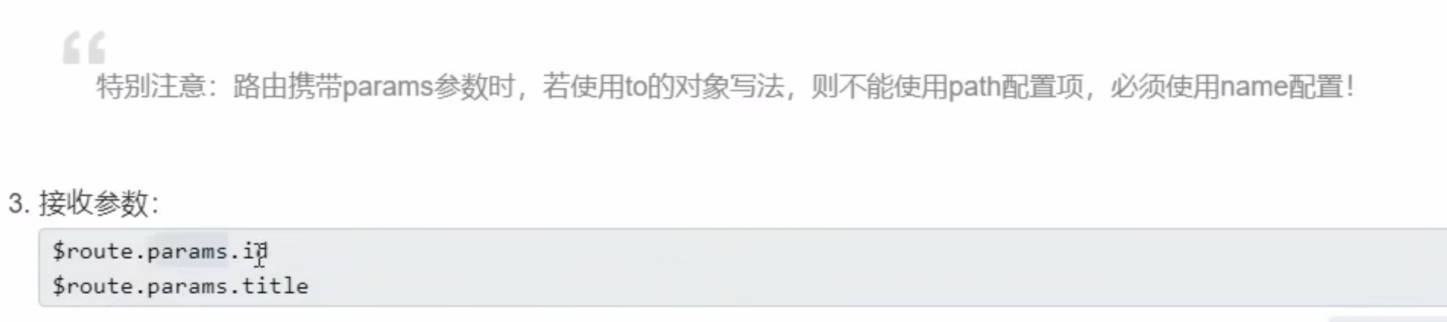 特别注意：路由携带params参数时，若使用to的对象写法，则不能使用path配置项，必须使用name配置！
3. 接收参数：
$route.params.id
$route.params.title